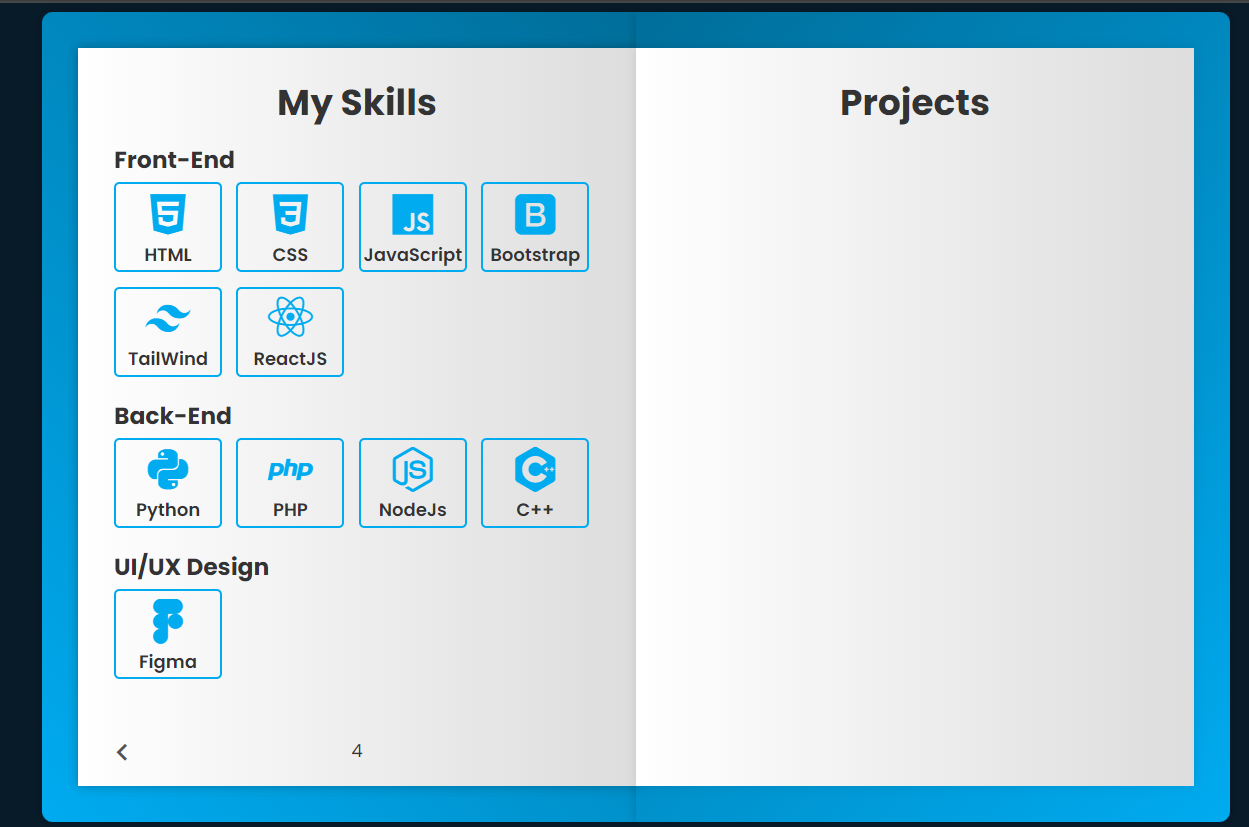 My Skills
Front-End
HTML CSS JS JavaScript B Bootstrap
TailWind ReactJS
Back-End
Python php PHP JS NodeJs C++ C++
UI/UX Design
Figma
4
Projects